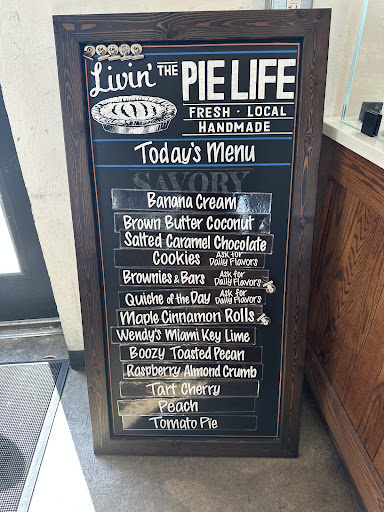 Livin' THE PIE LIFE
FRESH · LOCAL
HANDMADE
Today's Menu
SAVORY
Banana Cream
Brown Butter Coconut
Salted Caramel Chocolate
Cookies Ask for Daily Flavors
Brownies & Bars Ask for Daily Flavors
Quiche of the Day Ask for Daily Flavors
Maple Cinnamon Rolls
Wendy's Miami Key Lime
Boozy Toasted Pecan
Raspberry Almond Crumb
Tart Cherry
Peach
Tomato Pie